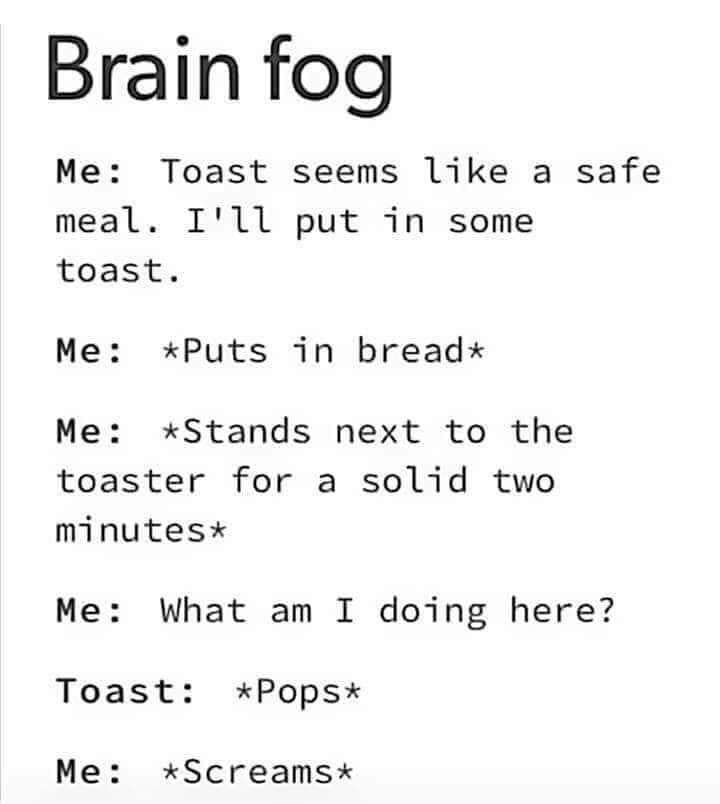 Brain fog
Me: Toast seems like a safe
meal. I'll put in some
toast.
Me: *Puts in bread*
Me: *Stands next to the
toaster for a solid two
minutes*
Me: What am I doing here?
Toast: *Pops*
Me: *Screams*